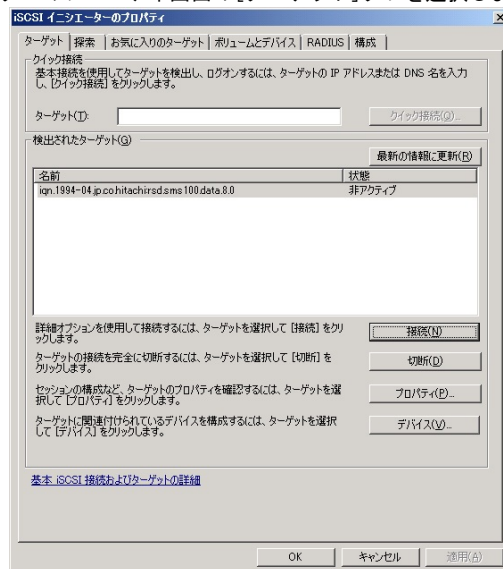 iSCSI イニシエーターのプロパティ
ターゲット 探索 お気に入りのターゲット ボリュームとデバイス RADIUS 構成
クイック接続
基本接続を使用してターゲットを検出し、ログオンするには、ターゲットの IP アドレスまたは DNS 名を入力
し、[クイック接続] をクリックします。
ターゲット(T): クイック接続(Q)...
検出されたターゲット(G)
最新の情報に更新(R)
名前 状態
iqn.1994-04.jp.co.hitachi:rsd.sms100.data.8.0 非アクティブ
詳細オプションを使用して接続するには、ターゲットを選択して [接続] をクリ
ックします。 接続(N)
ターゲットの接続を完全に切断するには、ターゲットを選択して [切断] を
クリックします。 切断(D)
セッションの構成など、ターゲットのプロパティを確認するには、ターゲットを選
択して [プロパティ] をクリックします。 プロパティ(P)...
ターゲットに関連付けられているデバイスを構成するには、ターゲットを選択
して [デバイス] をクリックします。 デバイス(V)...
基本 iSCSI 接続およびターゲットの詳細
OK キャンセル 適用(A)